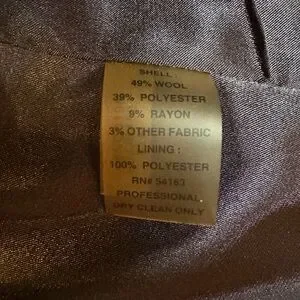 SHELL :
49% WOOL
39% POLYESTER
9% RAYON
3% OTHER FABRIC
LINING :
100% POLYESTER
RN# 56163
PROFESSIONAL
DRY CLEAN ONLY